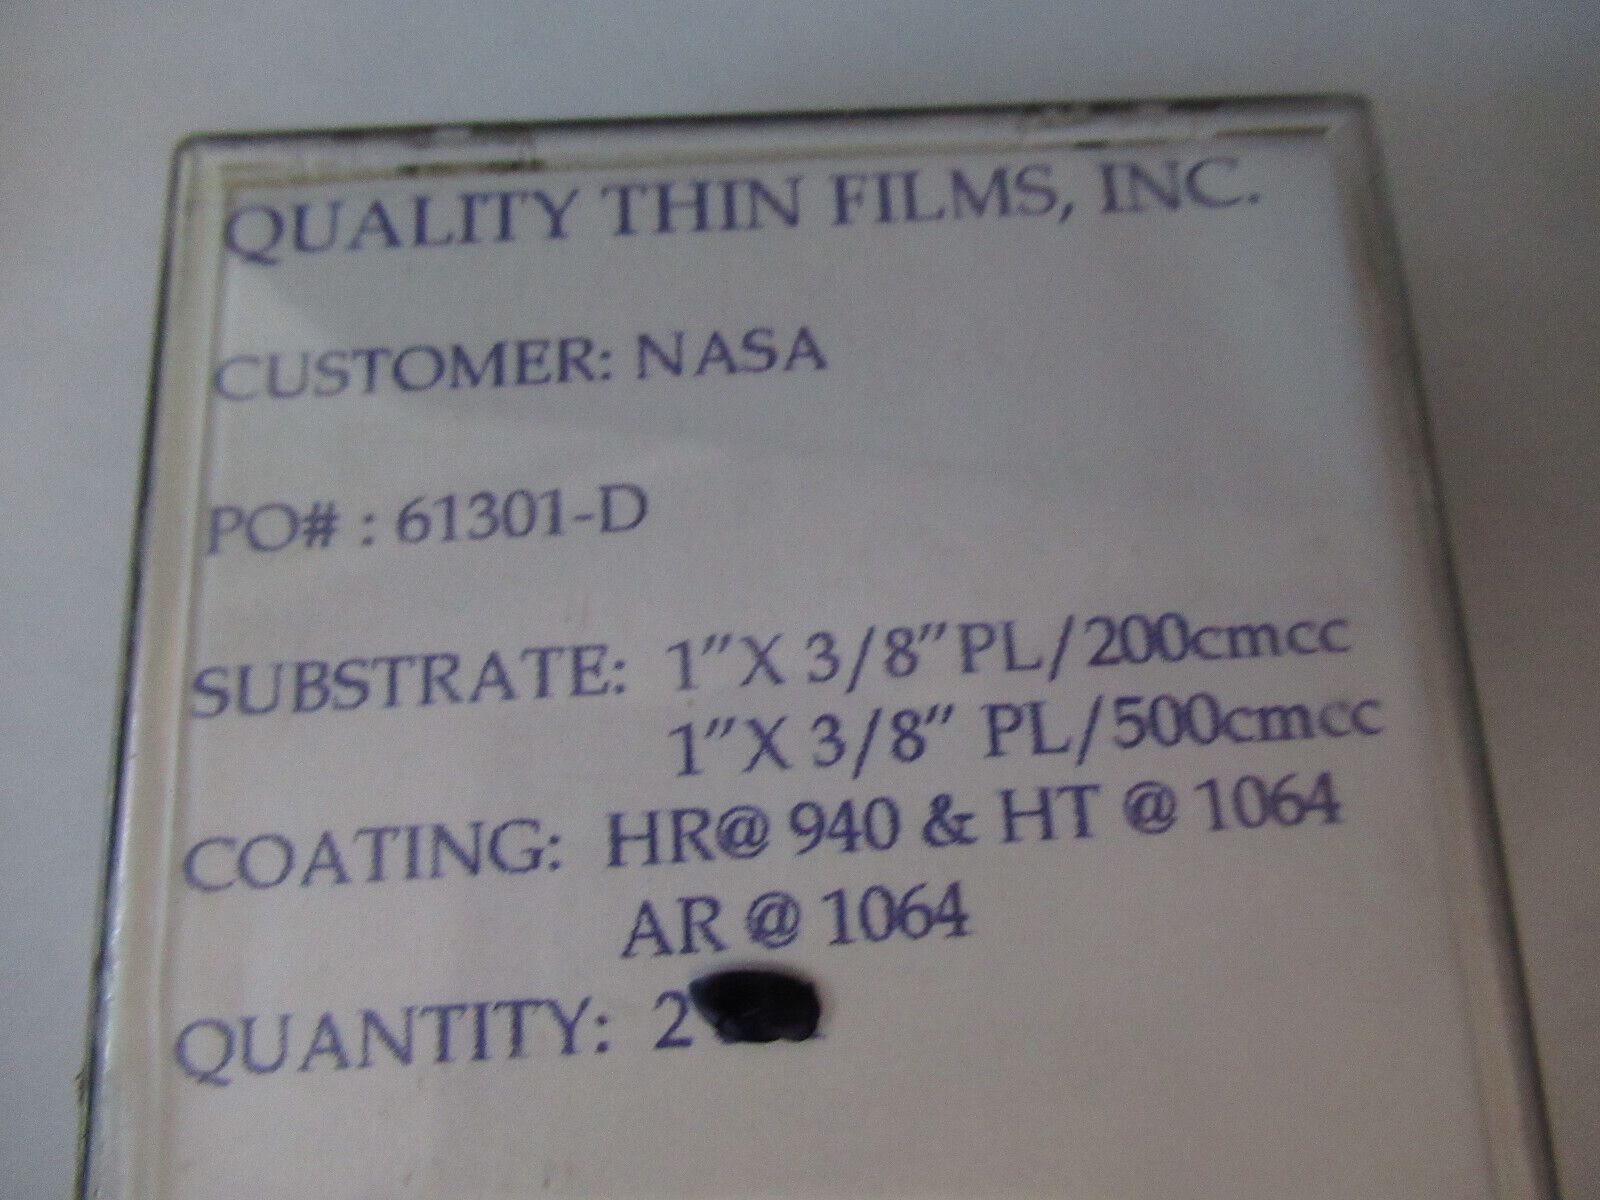 QUALITY THIN FILMS, INC.
CUSTOMER: NASA
PO# : 61301-D
SUBSTRATE: 1"X 3/8"PL/200cmcc
1"X 3/8" PL/500cmcc
COATING: HR@ 940 & HT @ 1064
AR @ 1064
QUANTITY: 2